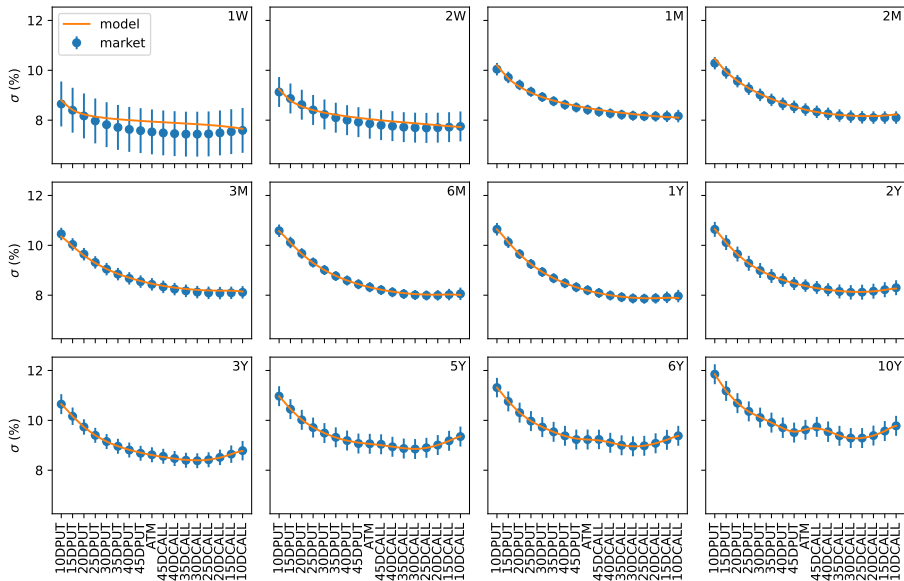 1W
2W
1M
2M
model
market
12
10
8
σ (%)
3M
6M
1Y
2Y
12
10
8
σ (%)
3Y
5Y
6Y
10Y
12
10
8
σ (%)
10DPUT
15DPUT
20DPUT
25DPUT
30DPUT
35DPUT
40DPUT
45DPUT
ATM
45DCALL
40DCALL
35DCALL
30DCALL
25DCALL
20DCALL
15DCALL
10DCALL
10DPUT
15DPUT
20DPUT
25DPUT
30DPUT
35DPUT
40DPUT
45DPUT
ATM
45DCALL
40DCALL
35DCALL
30DCALL
25DCALL
20DCALL
15DCALL
10DCALL
10DPUT
15DPUT
20DPUT
25DPUT
30DPUT
35DPUT
40DPUT
45DPUT
ATM
45DCALL
40DCALL
35DCALL
30DCALL
25DCALL
20DCALL
15DCALL
10DCALL
10DPUT
15DPUT
20DPUT
25DPUT
30DPUT
35DPUT
40DPUT
45DPUT
ATM
45DCALL
40DCALL
35DCALL
30DCALL
25DCALL
20DCALL
15DCALL
10DCALL